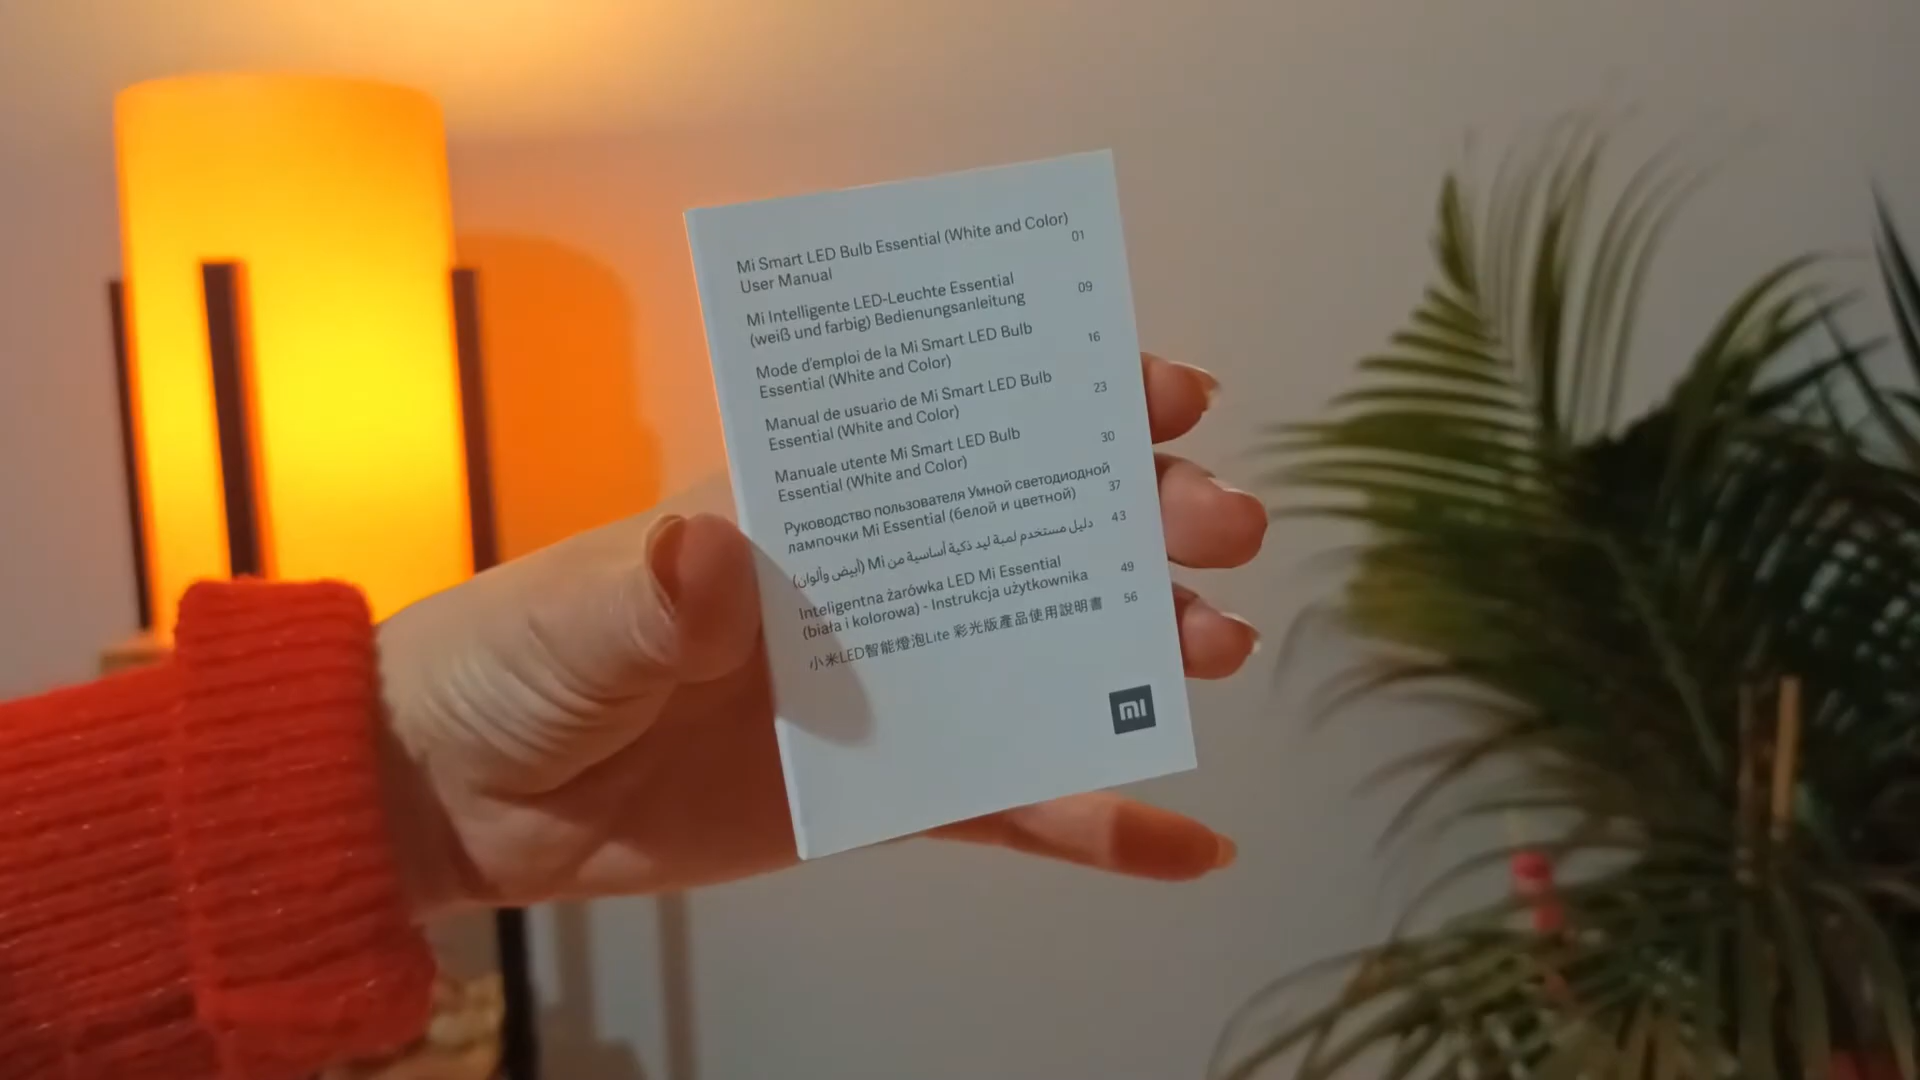 Mi Smart LED Bulb Essential (White and Color)
User Manual 01
Mi Intelligente LED-Leuchte Essential
(weiß und farbig) Bedienungsanleitung 09
Mode d'emploi de la Mi Smart LED Bulb
Essential (White and Color) 16
Manual de usuario de Mi Smart LED Bulb
Essential (White and Color) 23
Manuale utente Mi Smart LED Bulb
Essential (White and Color) 30
Руководство пользователя Умной светодиодной
лампочки Mi Essential (белой и цветной) 37
دليل مستخدم لمبة ليد ذكية أساسية من Mi (أبيض وألوان) 43
Inteligentna żarówka LED Mi Essential
(biała i kolorowa) - Instrukcja użytkownika 49
小米LED智能燈泡Lite 彩光版產品使用說明書 56
mi